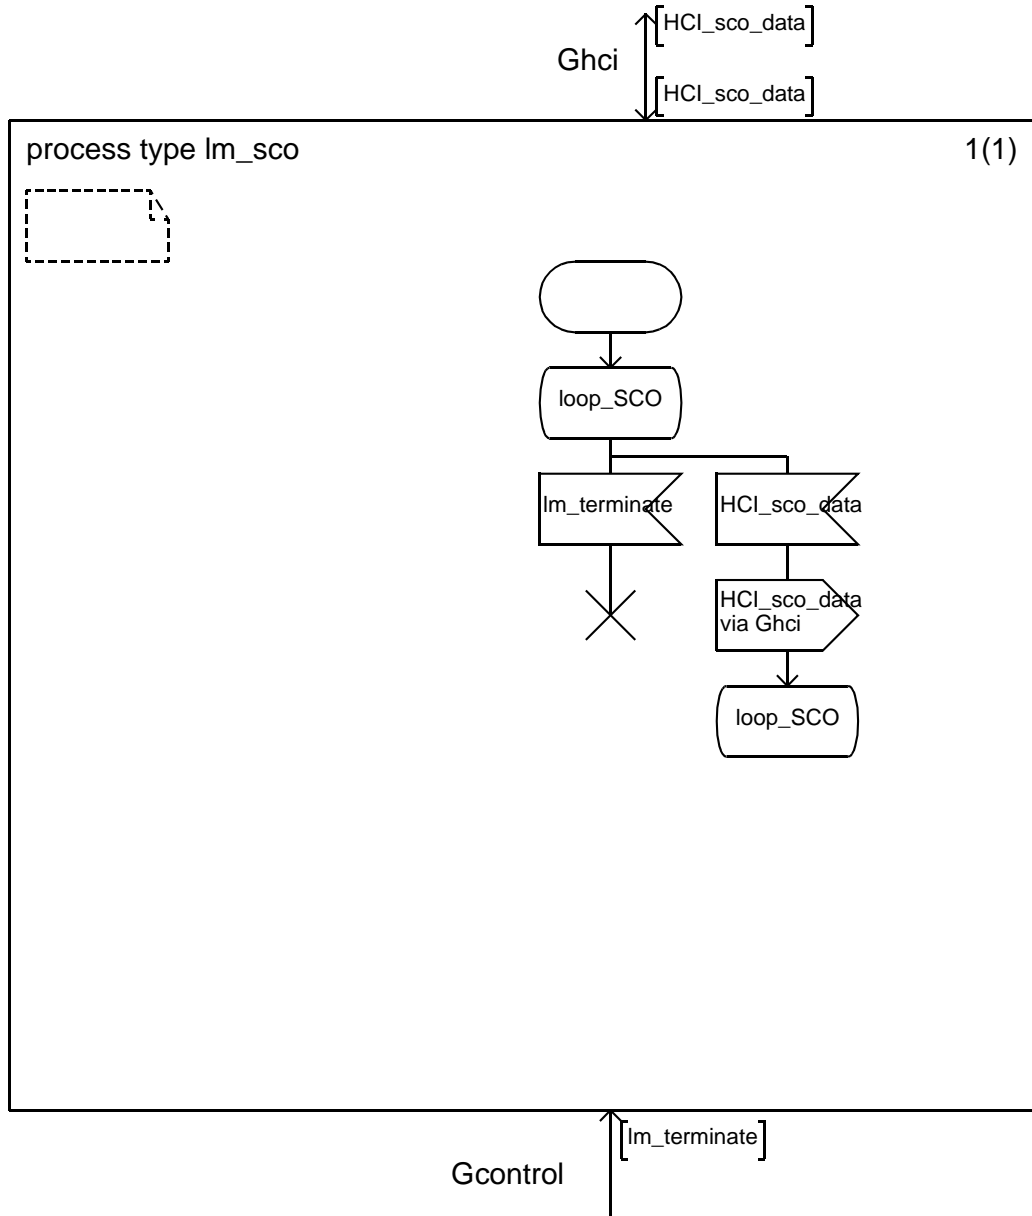 [HCI_sco_data]
Ghci
[HCI_sco_data]
process type lm_sco
1(1)
loop_SCO
lm_terminate
HCI_sco_data
HCI_sco_data
via Ghci
loop_SCO
[lm_terminate]
Gcontrol